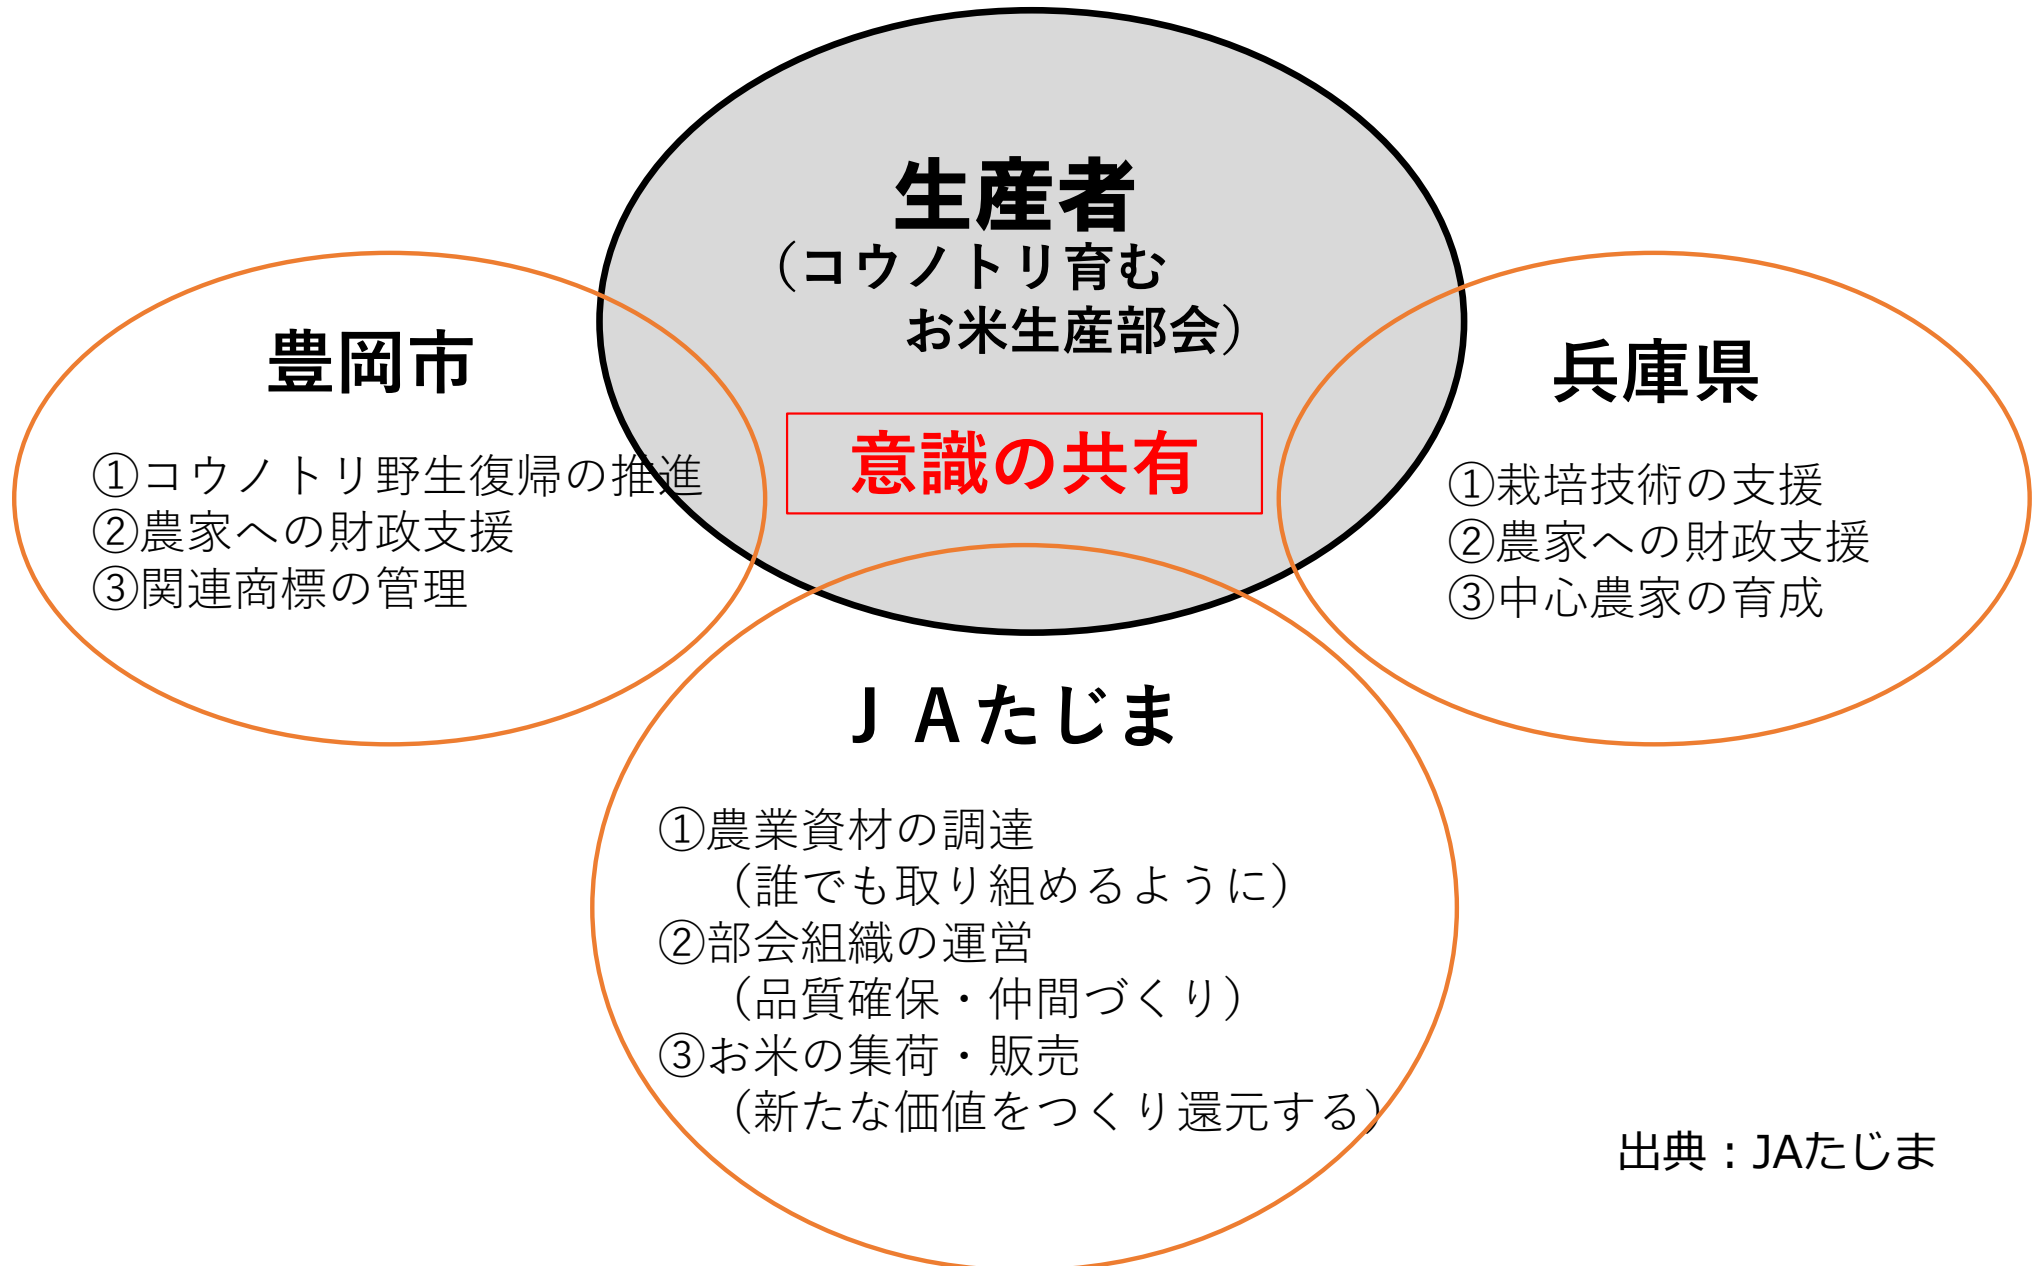 生産者
（コウノトリ育む
お米生産部会）
意識の共有
豊岡市
①コウノトリ野生復帰の推進
②農家への財政支援
③関連商標の管理
兵庫県
①栽培技術の支援
②農家への財政支援
③中心農家の育成
ＪＡたじま
①農業資材の調達
（誰でも取り組めるように）
②部会組織の運営
（品質確保・仲間づくり）
③お米の集荷・販売
（新たな価値をつくり還元する）
出典：JAたじま